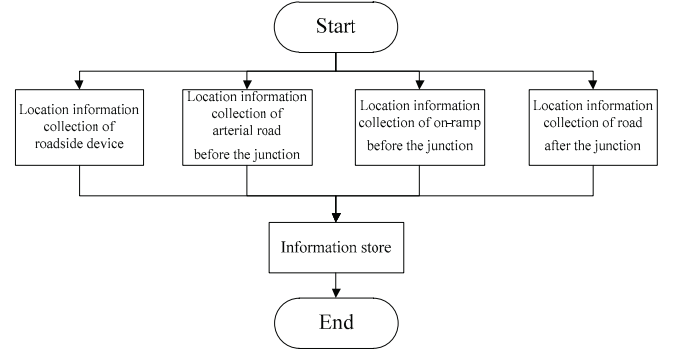 Start
Location information
collection of
roadside device
Location information
collection of
arterial road
before the junction
Location information
collection of on-ramp
before the junction
Location information
collection of road
after the junction
Information store
End